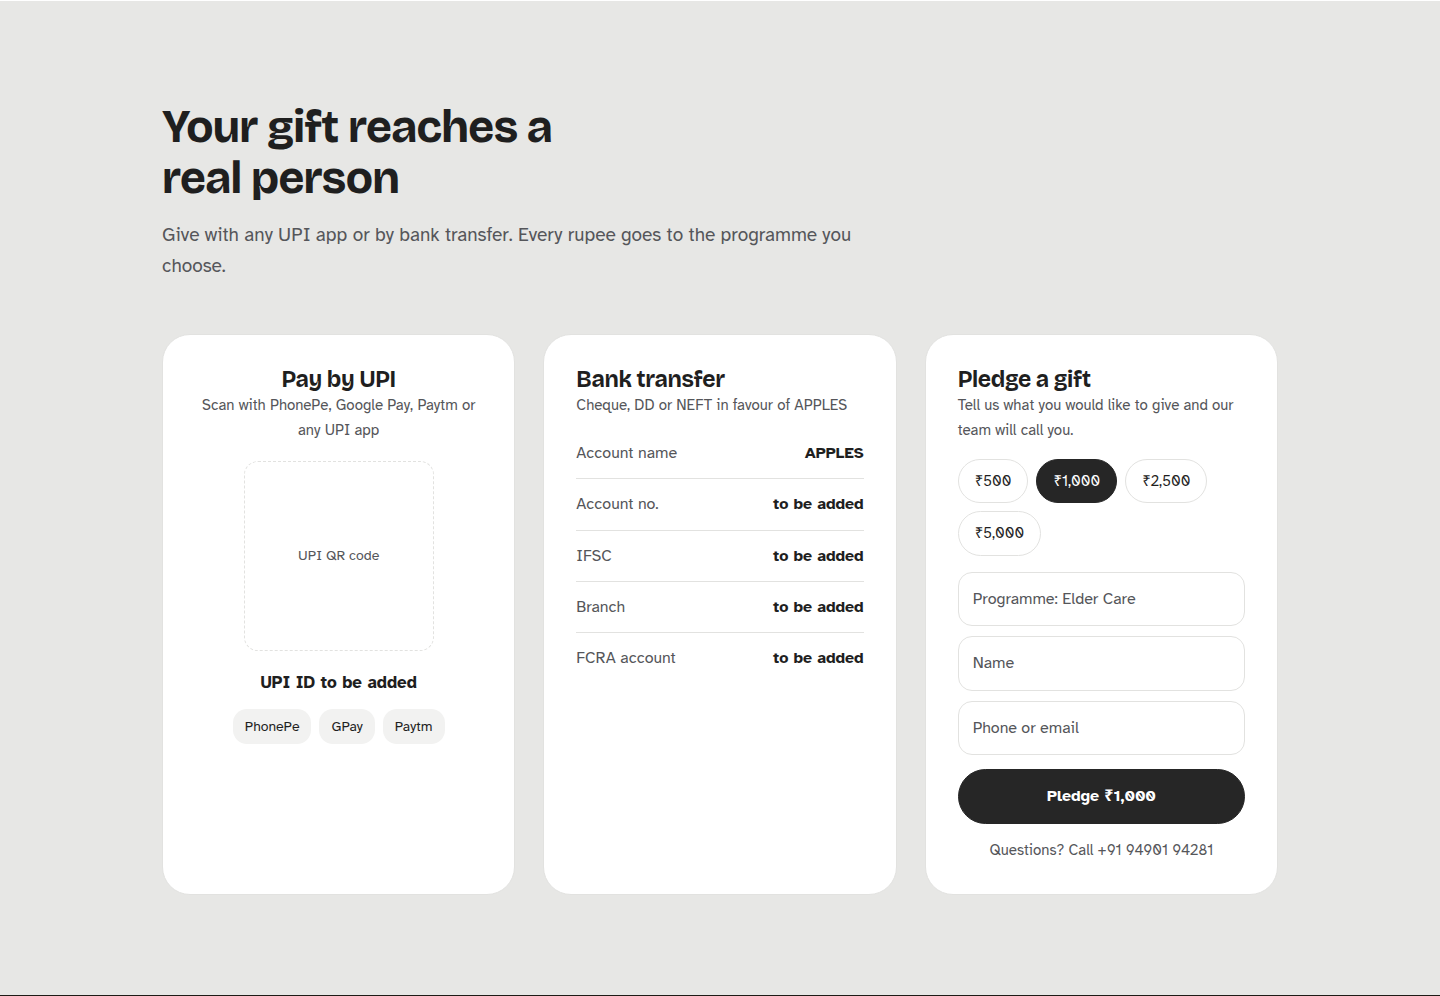 Your gift reaches a
real person
Give with any UPI app or by bank transfer. Every rupee goes to the programme you
choose.
Pay by UPI
Scan with PhonePe, Google Pay, Paytm or
any UPI app
UPI QR code
UPI ID to be added
PhonePe
GPay
Paytm
Bank transfer
Cheque, DD or NEFT in favour of APPLES
Account name APPLES
Account no. to be added
IFSC to be added
Branch to be added
FCRA account to be added
Pledge a gift
Tell us what you would like to give and our
team will call you.
₹500 ₹1,000 ₹2,500
₹5,000
Programme: Elder Care
Name
Phone or email
Pledge ₹1,000
Questions? Call +91 94901 94281